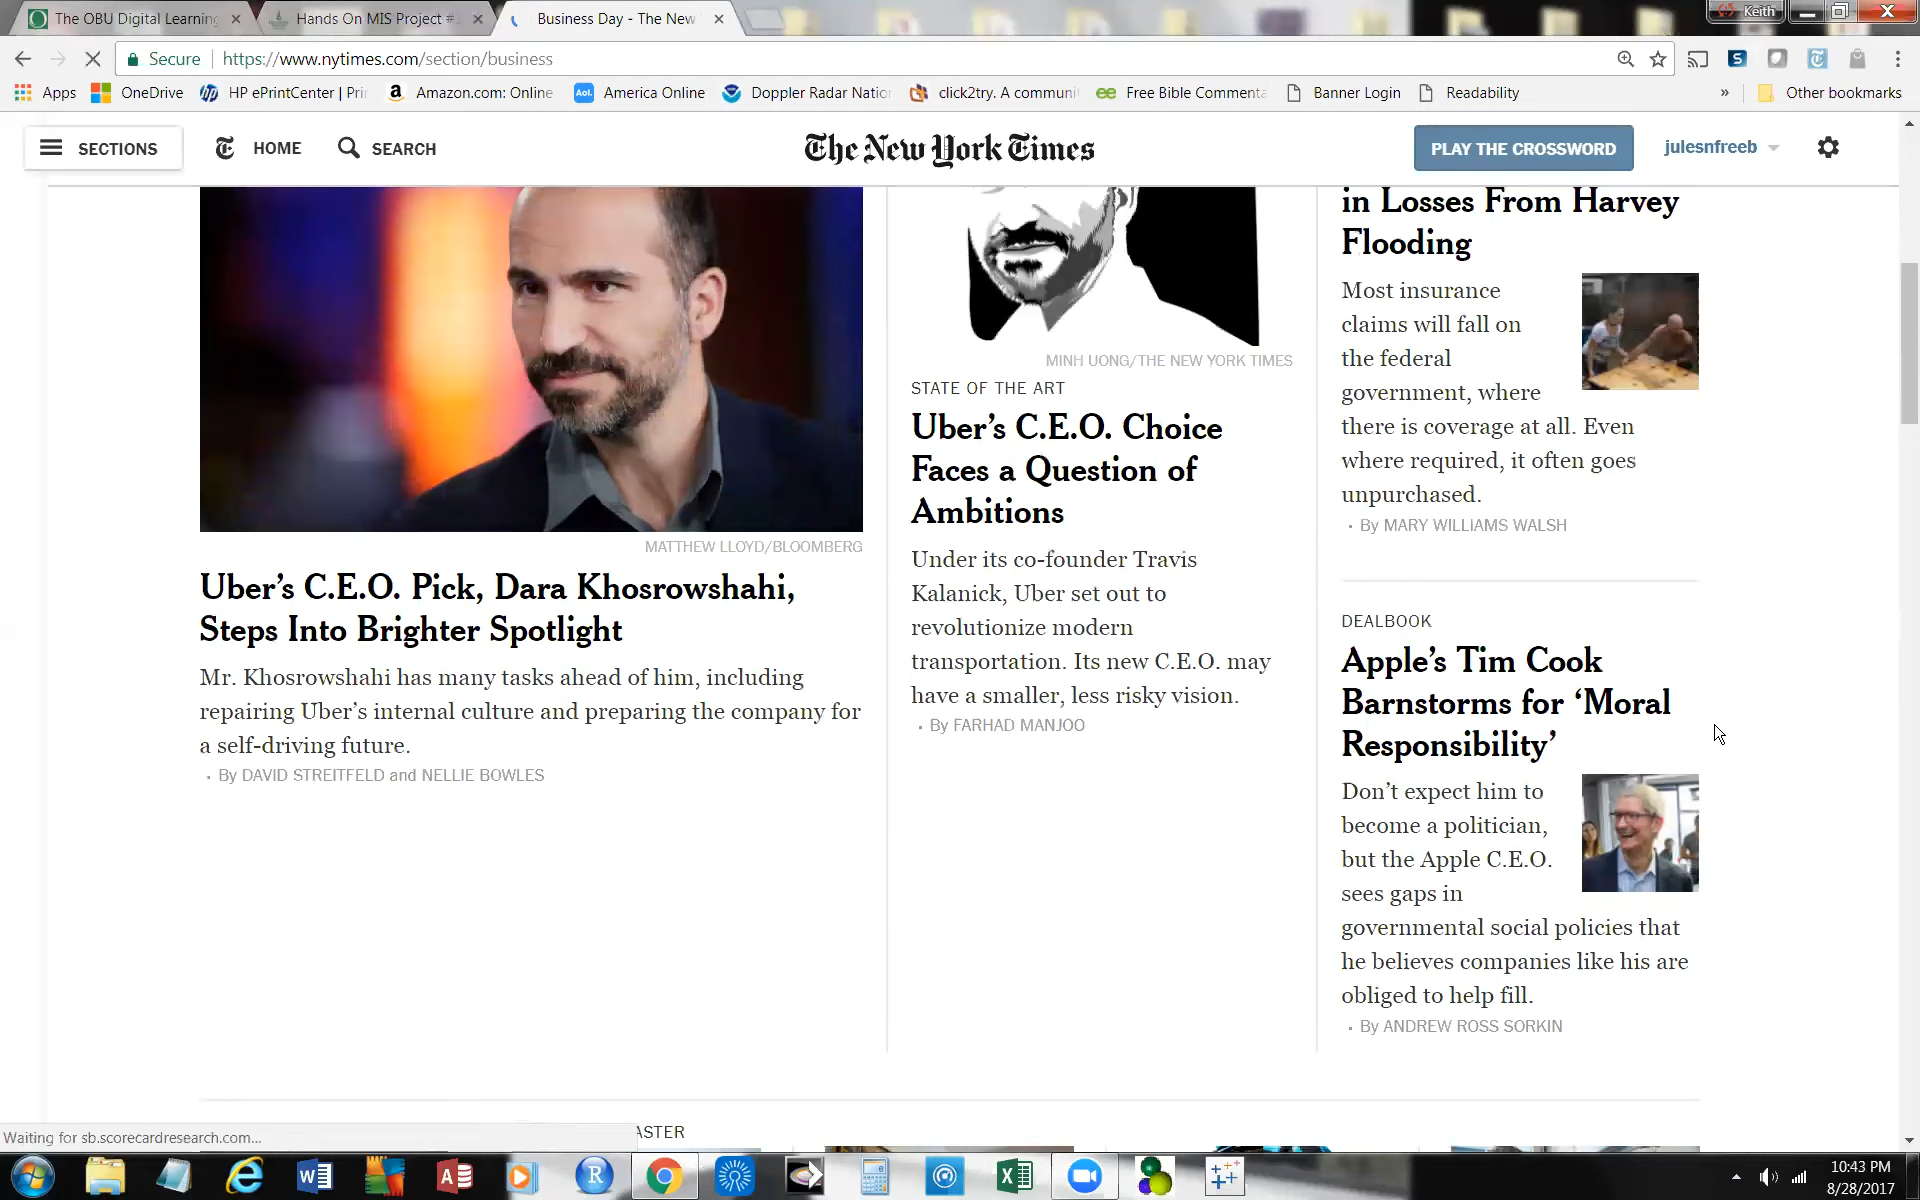 The OBU Digital Learning
Hands On MIS Project #
Business Day - The New
Keith
Secure
https://www.nytimes.com/section/business
Apps
OneDrive
HP ePrintCenter | Pri
Amazon.com: Online
Aol.
America Online
Doppler Radar Natio
click2try. A communi
Free Bible Commenta
Banner Login
Readability
»
Other bookmarks
SECTIONS
HOME
SEARCH
The New York Times
PLAY THE CROSSWORD
julesnfreeb
MATTHEW LLOYD/BLOOMBERG
Uber’s C.E.O. Pick, Dara Khosrowshahi,
Steps Into Brighter Spotlight
Mr. Khosrowshahi has many tasks ahead of him, including
repairing Uber’s internal culture and preparing the company for
a self-driving future.
By DAVID STREITFELD and NELLIE BOWLES
MINH UONG/THE NEW YORK TIMES
STATE OF THE ART
Uber’s C.E.O. Choice
Faces a Question of
Ambitions
Under its co-founder Travis
Kalanick, Uber set out to
revolutionize modern
transportation. Its new C.E.O. may
have a smaller, less risky vision.
By FARHAD MANJOO
in Losses From Harvey
Flooding
Most insurance
claims will fall on
the federal
government, where
there is coverage at all. Even
where required, it often goes
unpurchased.
By MARY WILLIAMS WALSH
DEALBOOK
Apple’s Tim Cook
Barnstorms for ‘Moral
Responsibility’
Don’t expect him to
become a politician,
but the Apple C.E.O.
sees gaps in
governmental social policies that
he believes companies like his are
obliged to help fill.
By ANDREW ROSS SORKIN
Waiting for sb.scorecardresearch.com...
ASTER
10:43 PM
8/28/2017